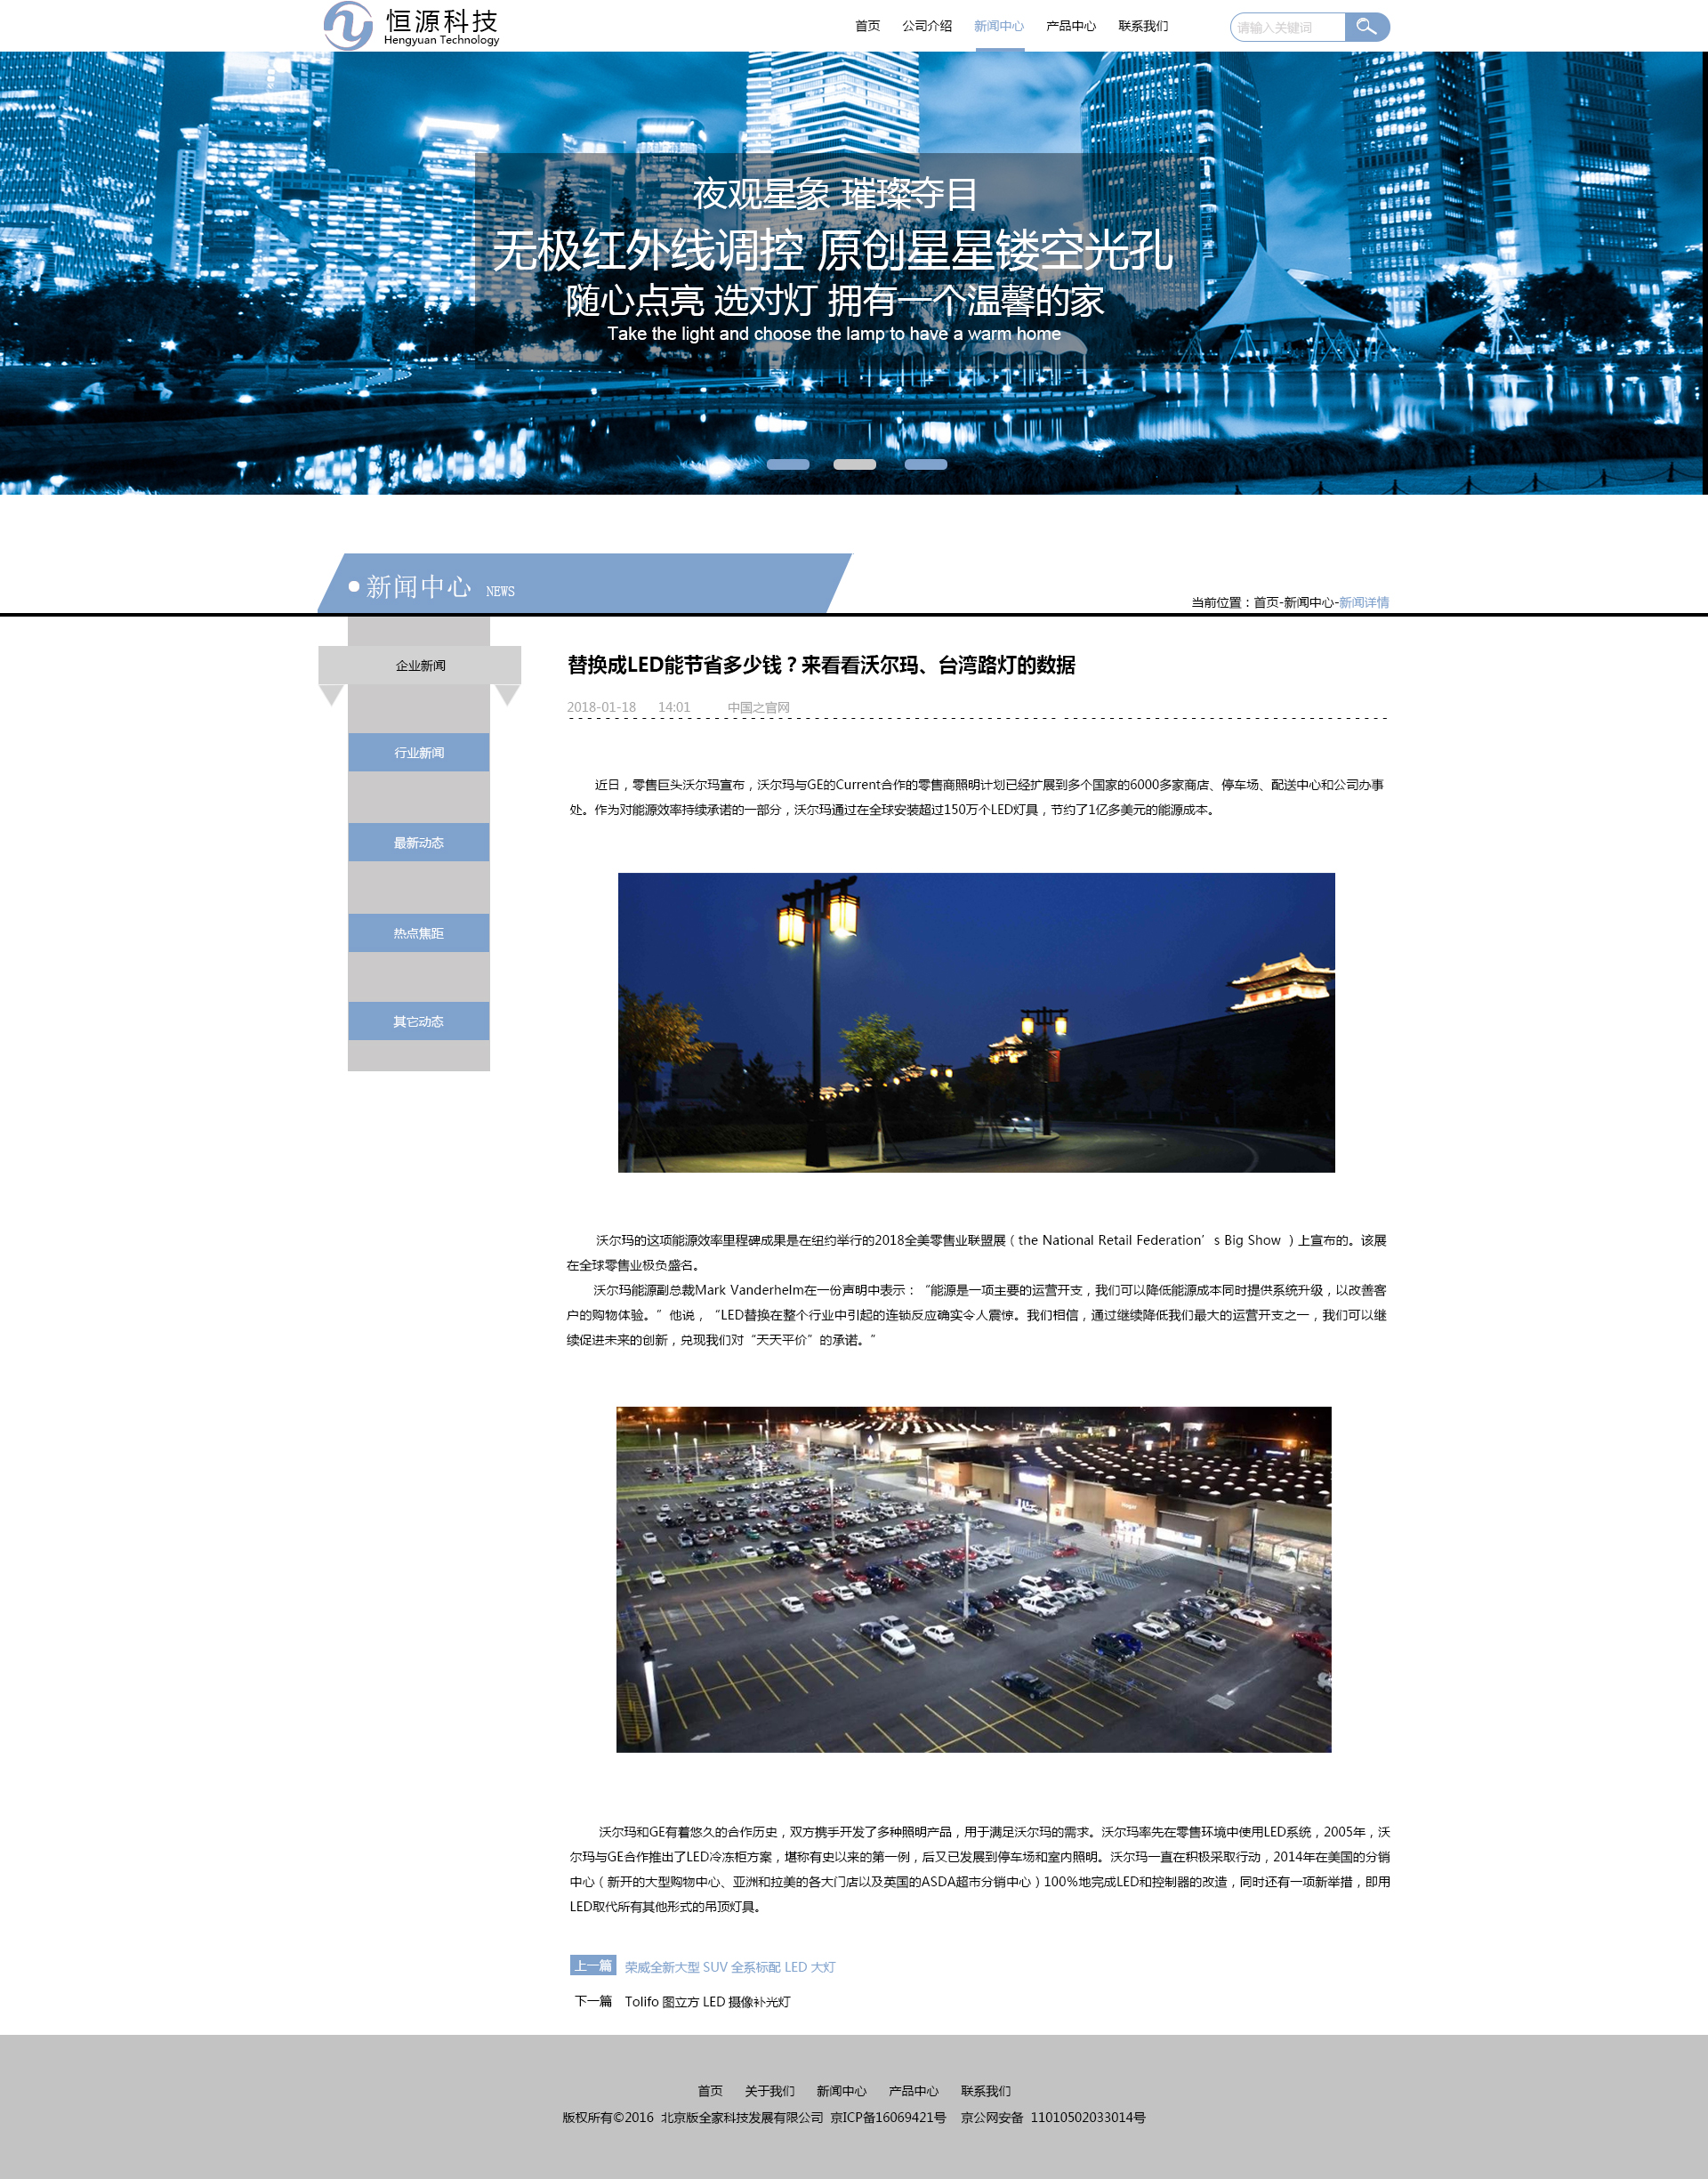 恒源科技
Hengyuan Technology
首页 公司介绍 新闻中心 产品中心 联系我们
请输入关键词
夜观星象 璀璨夺目
无极红外线调控 原创星星镂空光孔
随心点亮 选对灯 拥有一个温馨的家
Take the light and choose the lamp to have a warm home
新闻中心 NEWS
当前位置：首页-新闻中心-新闻详情
企业新闻
行业新闻
最新动态
热点焦距
其它动态
替换成LED能节省多少钱？来看看沃尔玛、台湾路灯的数据
2018-01-18 14:01 中国之官网
近日，零售巨头沃尔玛宣布，沃尔玛与GE的Current合作的零售商照明计划已经扩展到多个国家的6000多家商店、停车场、配送中心和公司办事
处。作为对能源效率持续承诺的一部分，沃尔玛通过在全球安装超过150万个LED灯具，节约了1亿多美元的能源成本。
沃尔玛的这项能源效率里程碑成果是在纽约举行的2018全美零售业联盟展（the National Retail Federation’s Big Show ）上宣布的。该展
在全球零售业极负盛名。
沃尔玛能源副总裁Mark Vanderhelm在一份声明中表示：“能源是一项主要的运营开支，我们可以降低能源成本同时提供系统升级，以改善客
户的购物体验。”他说，“LED替换在整个行业中引起的连锁反应确实令人震惊。我们相信，通过继续降低我们最大的运营开支之一，我们可以继
续促进未来的创新，兑现我们对“天天平价”的承诺。”
沃尔玛和GE有着悠久的合作历史，双方携手开发了多种照明产品，用于满足沃尔玛的需求。沃尔玛率先在零售环境中使用LED系统，2005年，沃
尔玛与GE合作推出了LED冷冻柜方案，堪称有史以来的第一例，后又已发展到停车场和室内照明。沃尔玛一直在积极采取行动，2014年在美国的分销
中心（新开的大型购物中心、亚洲和拉美的各大门店以及英国的ASDA超市分销中心）100%地完成LED和控制器的改造，同时还有一项新举措，即用
LED取代所有其他形式的吊顶灯具。
上一篇 荣威全新大型 SUV 全系标配 LED 大灯
下一篇 Tolifo 图立方 LED 摄像补光灯
首页 关于我们 新闻中心 产品中心 联系我们
版权所有©2016 北京版全家科技发展有限公司 京ICP备16069421号 京公网安备 11010502033014号